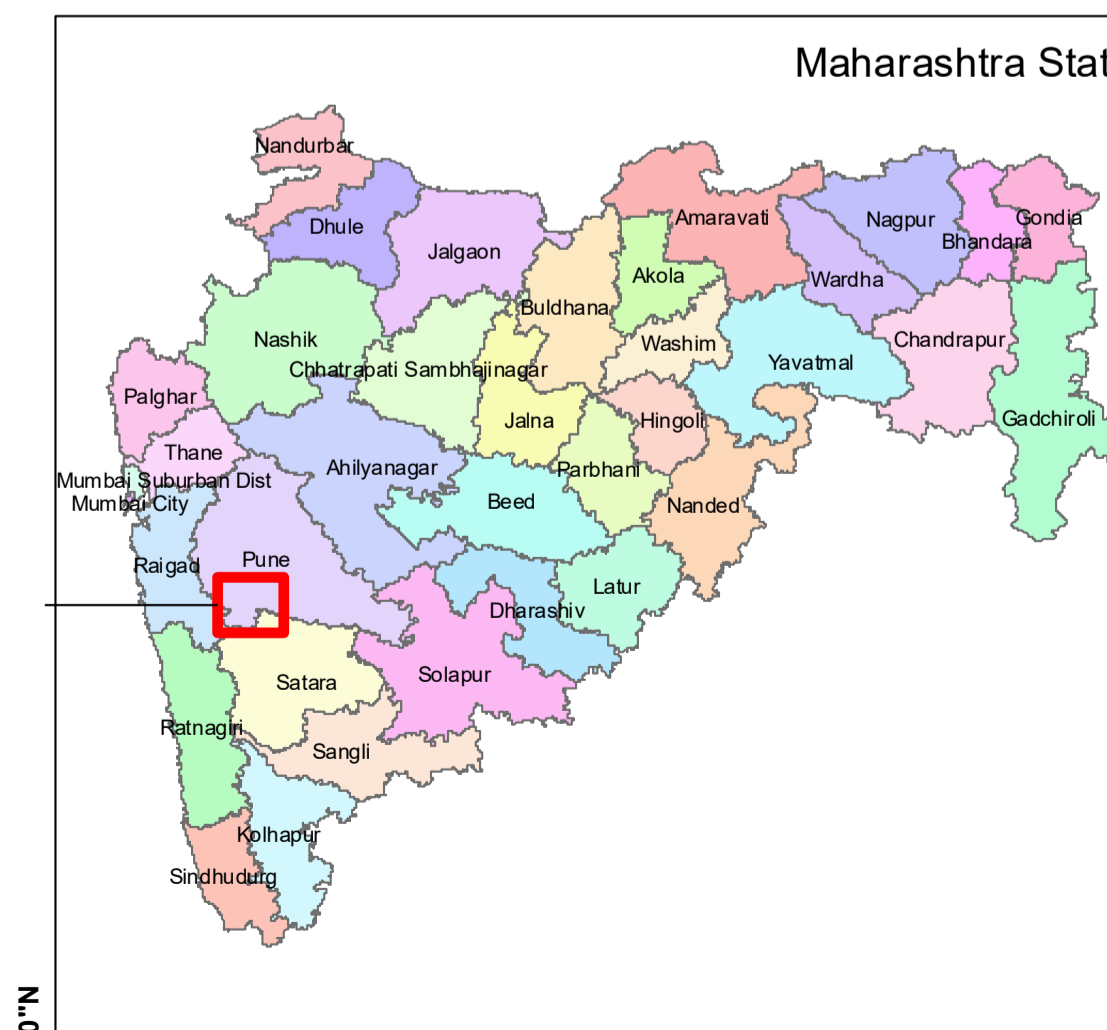 Maharashtra Stat
Nandurbar
Dhule
Jalgaon
Amaravati
Nagpur
Gondia
Bhandara
Akola
Wardha
Buldhana
Nashik
Washim
Chandrapur
Yavatmal
Chhatrapati Sambhajinagar
Palghar
Jalna
Hingoli
Gadchiroli
Thane
Ahilyanagar
Parbhani
Mumbai Suburban Dist
Mumbai City
Beed
Nanded
Raigad
Pune
Latur
Dharashiv
Satara
Solapur
Ratnagiri
Sangli
Kolhapur
Sindhudurg
0"N